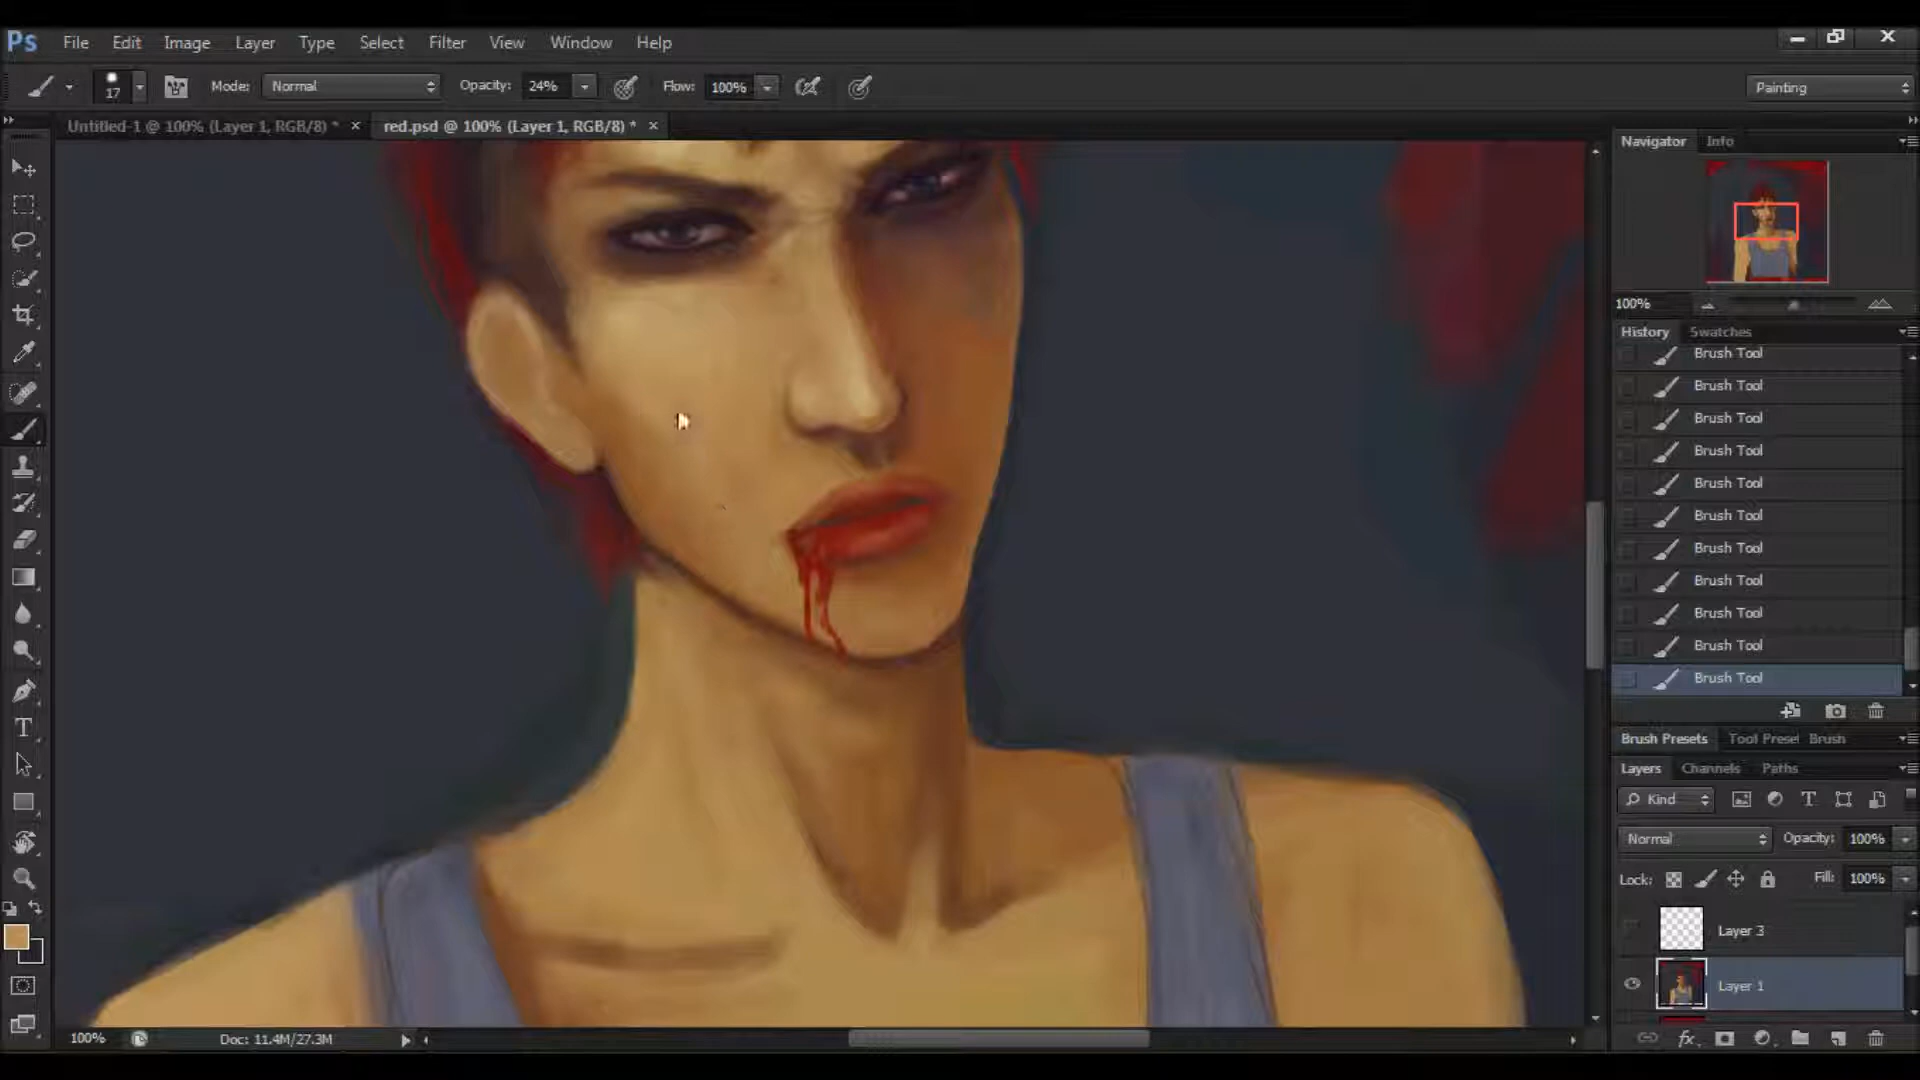 Ps File Edit Image Layer Type Select Filter View Window Help
17 Mode: Normal Opacity: 24% Flow: 100% Painting
Untitled-1 @ 100% (Layer 1, RGB/8) * × red.psd @ 100% (Layer 1, RGB/8) * ×
Navigator Info
100%
History Swatches
Brush Tool
Brush Tool
Brush Tool
Brush Tool
Brush Tool
Brush Tool
Brush Tool
Brush Tool
Brush Tool
Brush Tool
Brush Tool
Brush Presets Tool Preset Brush
Layers Channels Paths
Kind
Normal Opacity: 100%
Lock: Fill: 100%
Layer 3
Layer 1
fx
100% Doc: 11.4M/27.3M